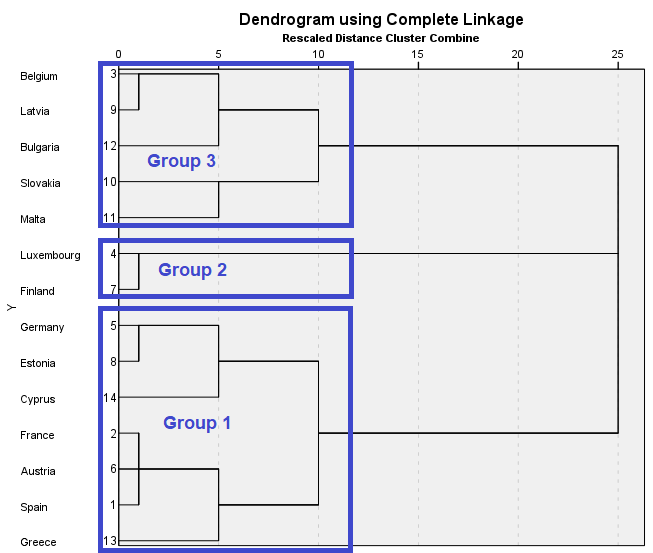 Dendrogram using Complete Linkage
Rescaled Distance Cluster Combine
0 5 10 15 20 25
Belgium 3
Latvia 9
Bulgaria 12
Group 3
Slovakia 10
Malta 11
Luxembourg 4
Group 2
Finland 7
Y
Germany 5
Estonia 8
Cyprus 14
Group 1
France 2
Austria 6
Spain 1
Greece 13